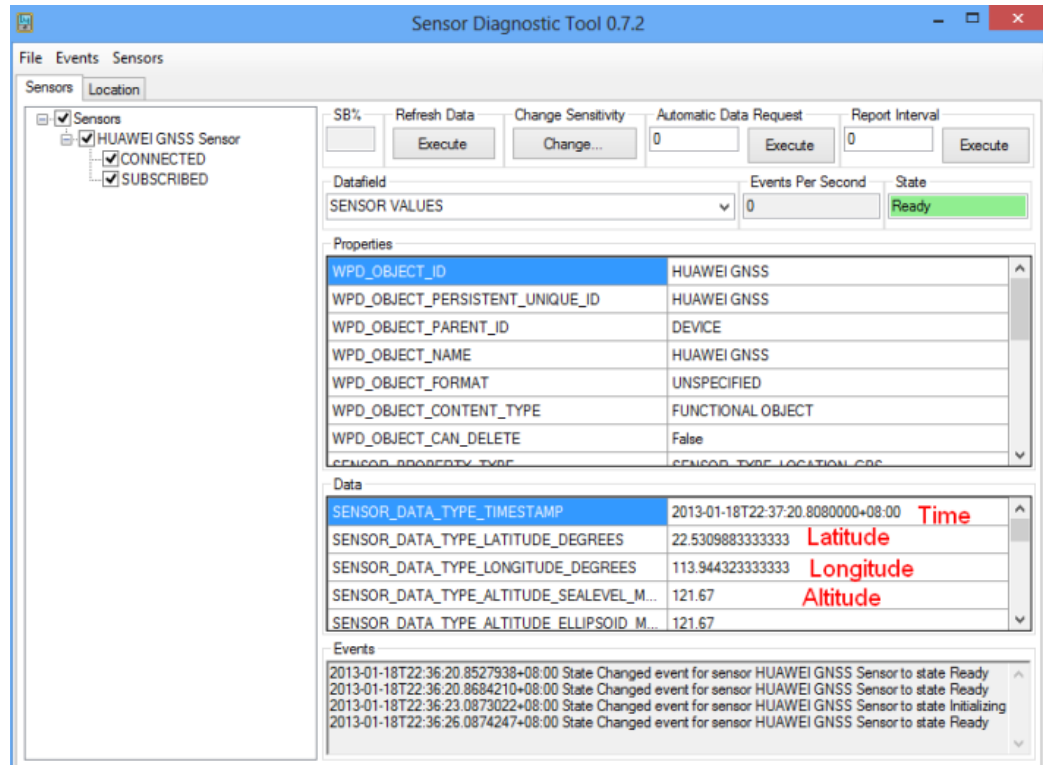 Sensor Diagnostic Tool 0.7.2
File Events Sensors
Sensors Location
Sensors
HUAWEI GNSS Sensor
CONNECTED
SUBSCRIBED
SB% Refresh Data Change Sensitivity Automatic Data Request Report Interval
Execute Change... 0 Execute 0 Execute
Datafield Events Per Second State
SENSOR VALUES 0 Ready
Properties
WPD_OBJECT_ID HUAWEI GNSS
WPD_OBJECT_PERSISTENT_UNIQUE_ID HUAWEI GNSS
WPD_OBJECT_PARENT_ID DEVICE
WPD_OBJECT_NAME HUAWEI GNSS
WPD_OBJECT_FORMAT UNSPECIFIED
WPD_OBJECT_CONTENT_TYPE FUNCTIONAL OBJECT
WPD_OBJECT_CAN_DELETE False
SENSOR_PROPERTY_TYPE SENSOR_TYPE_LOCATION_GPS
Data
SENSOR_DATA_TYPE_TIMESTAMP 2013-01-18T22:37:20.8080000+08:00 Time
SENSOR_DATA_TYPE_LATITUDE_DEGREES 22.5309883333333 Latitude
SENSOR_DATA_TYPE_LONGITUDE_DEGREES 113.944323333333 Longitude
SENSOR_DATA_TYPE_ALTITUDE_SEALEVEL_M... 121.67 Altitude
SENSOR_DATA_TYPE_ALTITUDE_ELLIPSOID_M... 121.67
Events
2013-01-18T22:36:20.8527938+08:00 State Changed event for sensor HUAWEI GNSS Sensor to state Ready
2013-01-18T22:36:20.8684210+08:00 State Changed event for sensor HUAWEI GNSS Sensor to state Ready
2013-01-18T22:36:23.0873022+08:00 State Changed event for sensor HUAWEI GNSS Sensor to state Initializing
2013-01-18T22:36:26.0874247+08:00 State Changed event for sensor HUAWEI GNSS Sensor to state Ready